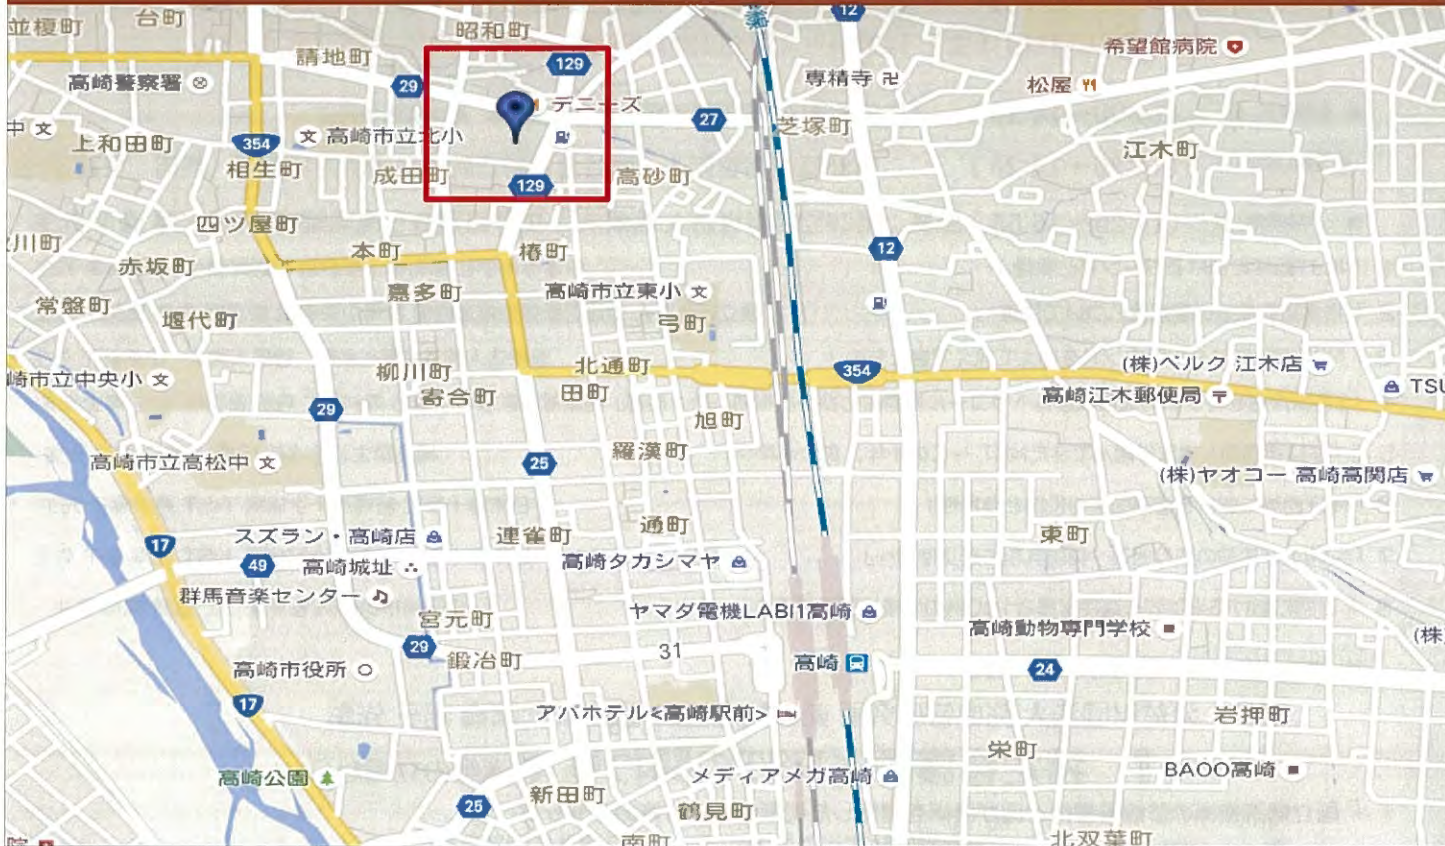 台町
並榎町
昭和町
12
請地町
129
希望館病院
高崎警察署
29
専精寺
松屋
デニーズ
27
芝塚町
中
上和田町
354
高崎市立北小
江木町
相生町
成田町
129
高砂町
四ツ屋町
川町
本町
椿町
12
赤坂町
嘉多町
高崎市立東小
常盤町
堰代町
弓町
柳川町
北通町
354
(株)ベルク 江木店
崎市立中央小
寄合町
田町
高崎江木郵便局
TSU
29
旭町
羅漢町
高崎市立高松中
25
(株)ヤオコー 高崎高関店
17
スズラン・高崎店
連雀町
通町
東町
49
高崎城址
高崎タカシマヤ
群馬音楽センター
宮元町
ヤマダ電機LABI1高崎
高崎動物専門学校
(株
29
鍛冶町
31
高崎
24
高崎市役所
17
アパホテル<高崎駅前>
岩押町
栄町
高崎公園
メディアメガ高崎
BAOO高崎
25
新田町
鶴見町
南町
北双葉町